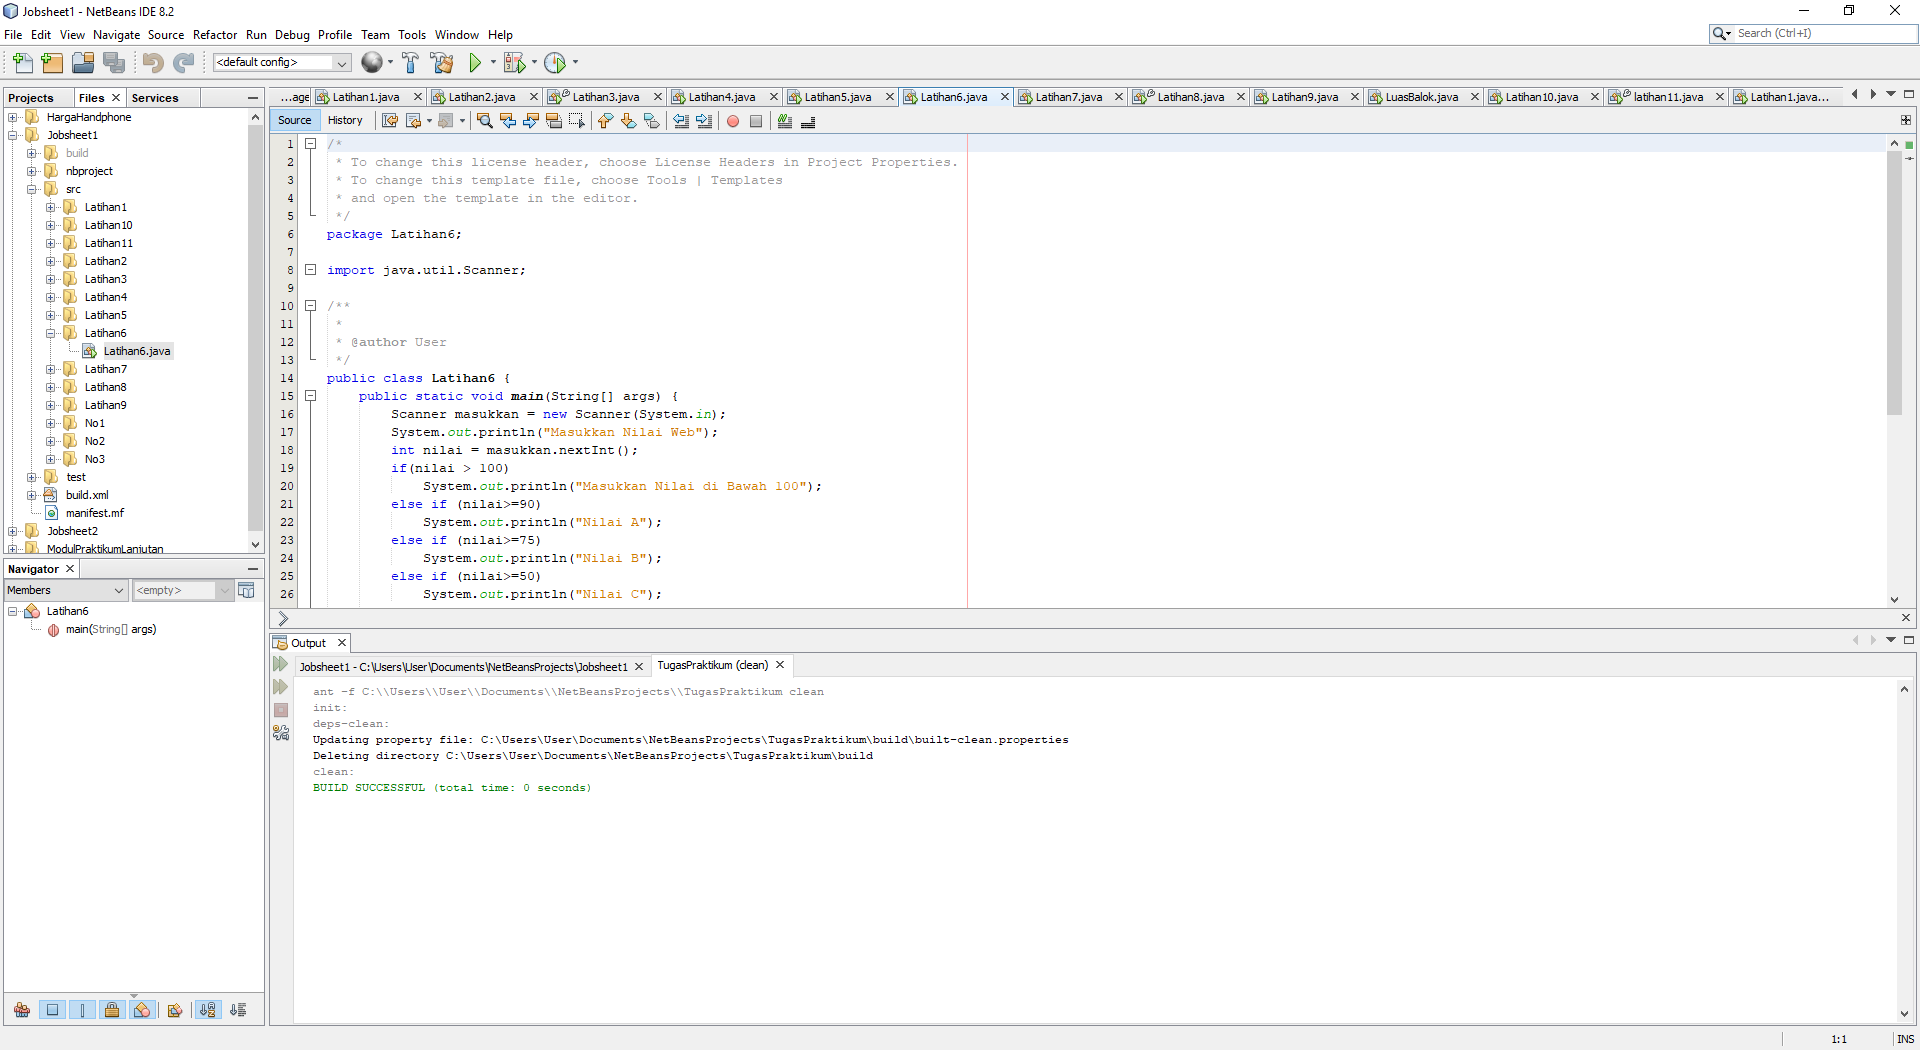 Jobsheet1 - NetBeans IDE 8.2
File Edit View Navigate Source Refactor Run Debug Profile Team Tools Window Help
Search (Ctrl+I)
<default config>
Projects Files Services
...age Latihan1.java Latihan2.java Latihan3.java Latihan4.java Latihan5.java Latihan6.java Latihan7.java Latihan8.java Latihan9.java LuasBalok.java Latihan10.java latihan11.java Latihan1.java...
Source History
HargaHandphone
Jobsheet1
build
nbproject
src
Latihan1
Latihan10
Latihan11
Latihan2
Latihan3
Latihan4
Latihan5
Latihan6
Latihan6.java
Latihan7
Latihan8
Latihan9
No1
No2
No3
test
build.xml
manifest.mf
Jobsheet2
ModulPraktikumLanjutan
Navigator
Members <empty>
Latihan6
main(String[] args)
1 /*
2 * To change this license header, choose License Headers in Project Properties.
3 * To change this template file, choose Tools | Templates
4 * and open the template in the editor.
5 */
6 package Latihan6;
7
8 import java.util.Scanner;
9
10 /**
11 *
12 * @author User
13 */
14 public class Latihan6 {
15 public static void main(String[] args) {
16 Scanner masukkan = new Scanner(System.in);
17 System.out.println("Masukkan Nilai Web");
18 int nilai = masukkan.nextInt();
19 if(nilai > 100)
20 System.out.println("Masukkan Nilai di Bawah 100");
21 else if (nilai>=90)
22 System.out.println("Nilai A");
23 else if (nilai>=75)
24 System.out.println("Nilai B");
25 else if (nilai>=50)
26 System.out.println("Nilai C");
Output
Jobsheet1 - C:\Users\User\Documents\NetBeansProjects\Jobsheet1 TugasPraktikum (clean)
ant -f C:\\Users\\User\\Documents\\NetBeansProjects\\TugasPraktikum clean
init:
deps-clean:
Updating property file: C:\Users\User\Documents\NetBeansProjects\TugasPraktikum\build\built-clean.properties
Deleting directory C:\Users\User\Documents\NetBeansProjects\TugasPraktikum\build
clean:
BUILD SUCCESSFUL (total time: 0 seconds)
1:1 INS